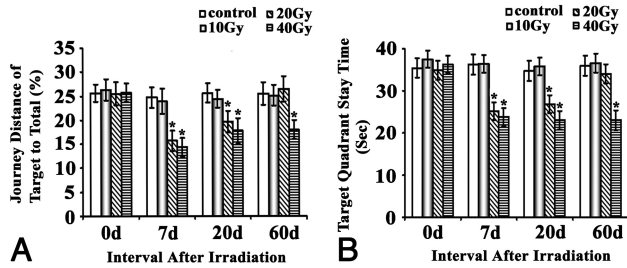 control 20Gy
10Gy 40Gy
Journey Distance of
Target to Total (%)
35
30
25
20
15
10
5
0
* * * * *
0d 7d 20d 60d
Interval After Irradiation
A
control 20Gy
10Gy 40Gy
Target Quadrant Stay Time
(Sec)
40
30
20
10
0
* * * * *
0d 7d 20d 60d
Interval After Irradiation
B